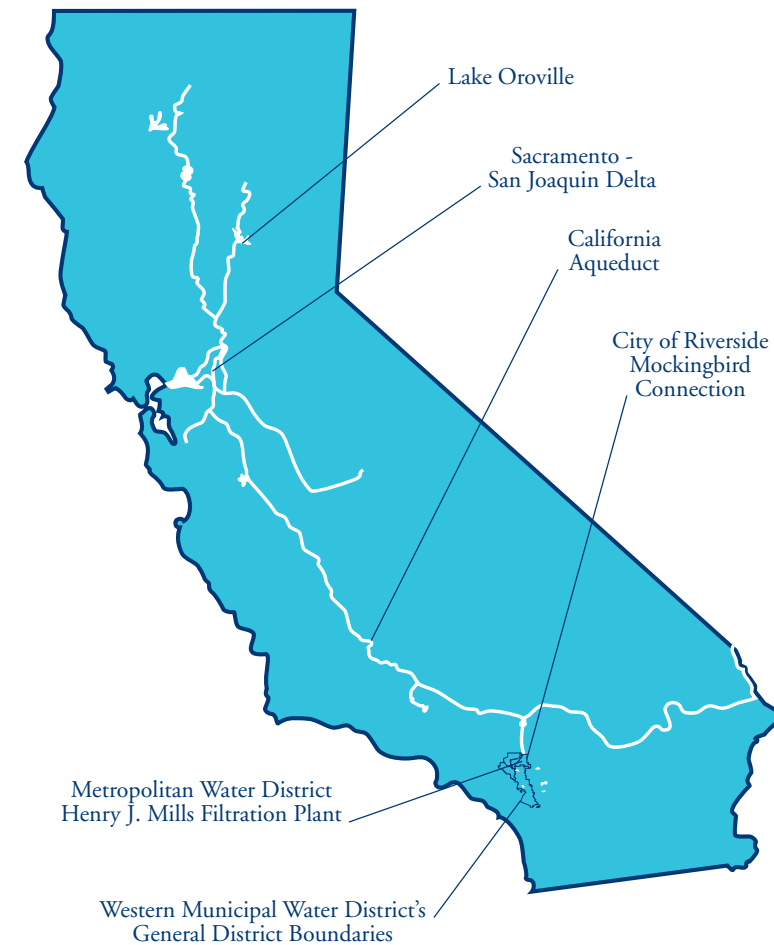 Lake Oroville
Sacramento -
San Joaquin Delta
California
Aqueduct
City of Riverside
Mockingbird
Connection
Metropolitan Water District
Henry J. Mills Filtration Plant
Western Municipal Water District's
General District Boundaries